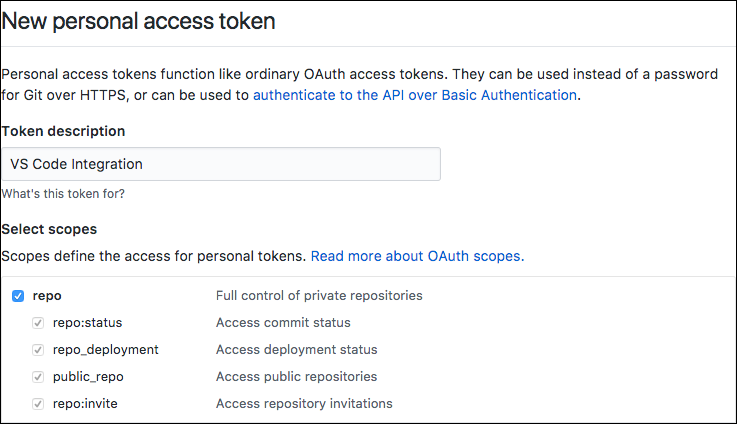 New personal access token
Personal access tokens function like ordinary OAuth access tokens. They can be used instead of a password
for Git over HTTPS, or can be used to authenticate to the API over Basic Authentication.
Token description
VS Code Integration
What's this token for?
Select scopes
Scopes define the access for personal tokens. Read more about OAuth scopes.
repo Full control of private repositories
repo:status Access commit status
repo_deployment Access deployment status
public_repo Access public repositories
repo:invite Access repository invitations